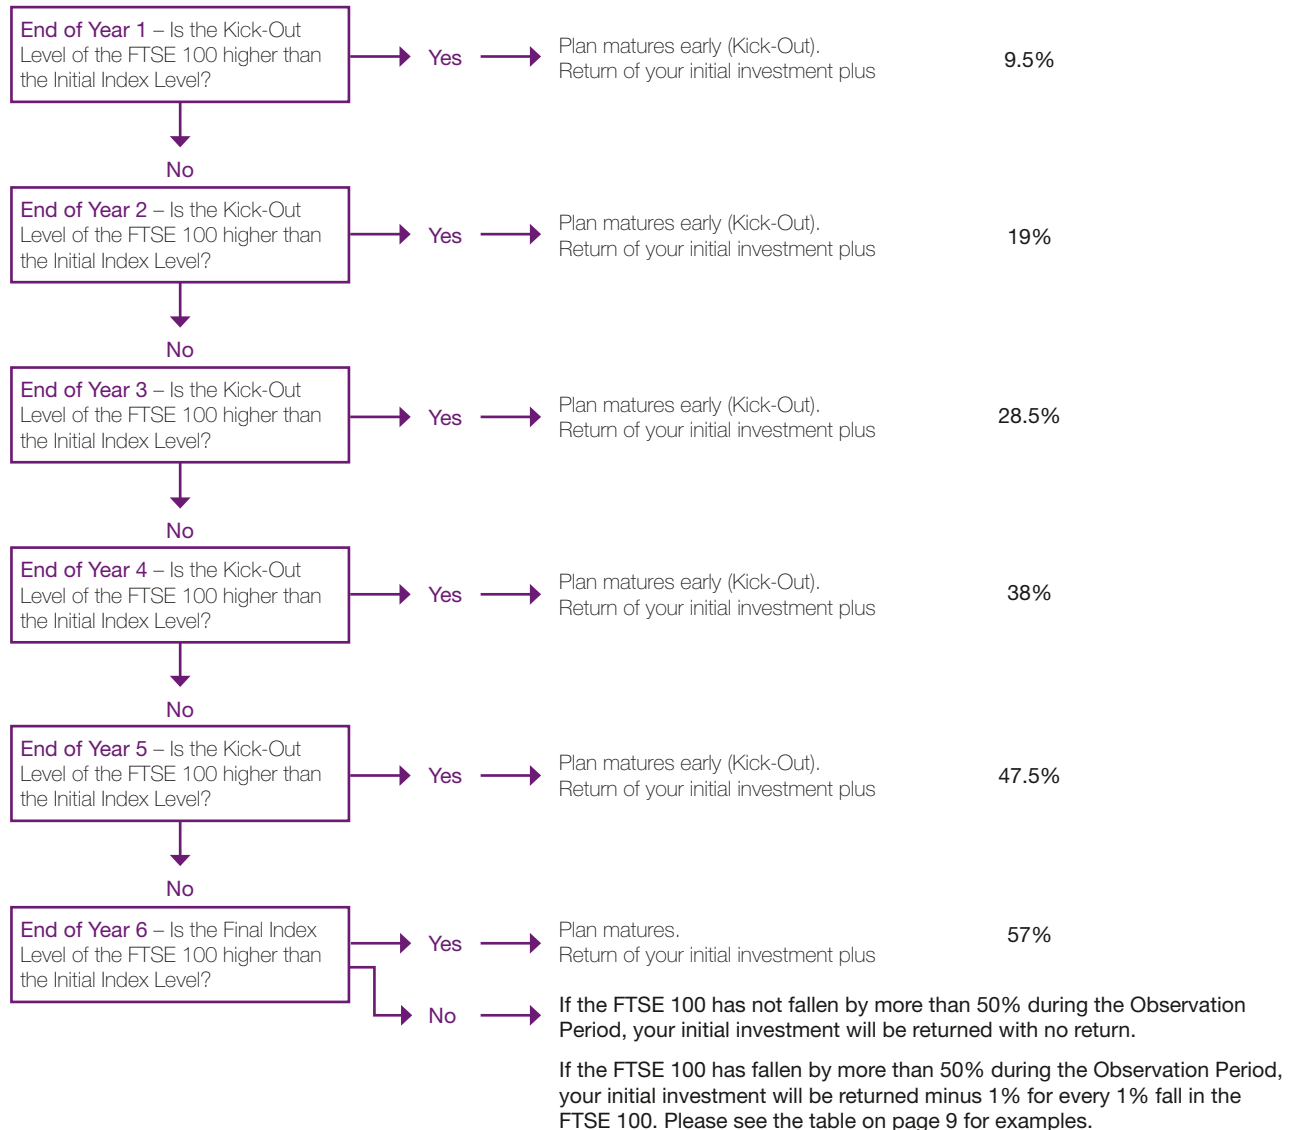 End of Year 1 – Is the Kick-Out
Level of the FTSE 100 higher than
the Initial Index Level?
Yes
Plan matures early (Kick-Out).
Return of your initial investment plus
9.5%
No
End of Year 2 – Is the Kick-Out
Level of the FTSE 100 higher than
the Initial Index Level?
Yes
Plan matures early (Kick-Out).
Return of your initial investment plus
19%
No
End of Year 3 – Is the Kick-Out
Level of the FTSE 100 higher than
the Initial Index Level?
Yes
Plan matures early (Kick-Out).
Return of your initial investment plus
28.5%
No
End of Year 4 – Is the Kick-Out
Level of the FTSE 100 higher than
the Initial Index Level?
Yes
Plan matures early (Kick-Out).
Return of your initial investment plus
38%
No
End of Year 5 – Is the Kick-Out
Level of the FTSE 100 higher than
the Initial Index Level?
Yes
Plan matures early (Kick-Out).
Return of your initial investment plus
47.5%
No
End of Year 6 – Is the Final Index
Level of the FTSE 100 higher than
the Initial Index Level?
Yes
Plan matures.
Return of your initial investment plus
57%
No
If the FTSE 100 has not fallen by more than 50% during the Observation
Period, your initial investment will be returned with no return.
If the FTSE 100 has fallen by more than 50% during the Observation Period,
your initial investment will be returned minus 1% for every 1% fall in the
FTSE 100. Please see the table on page 9 for examples.